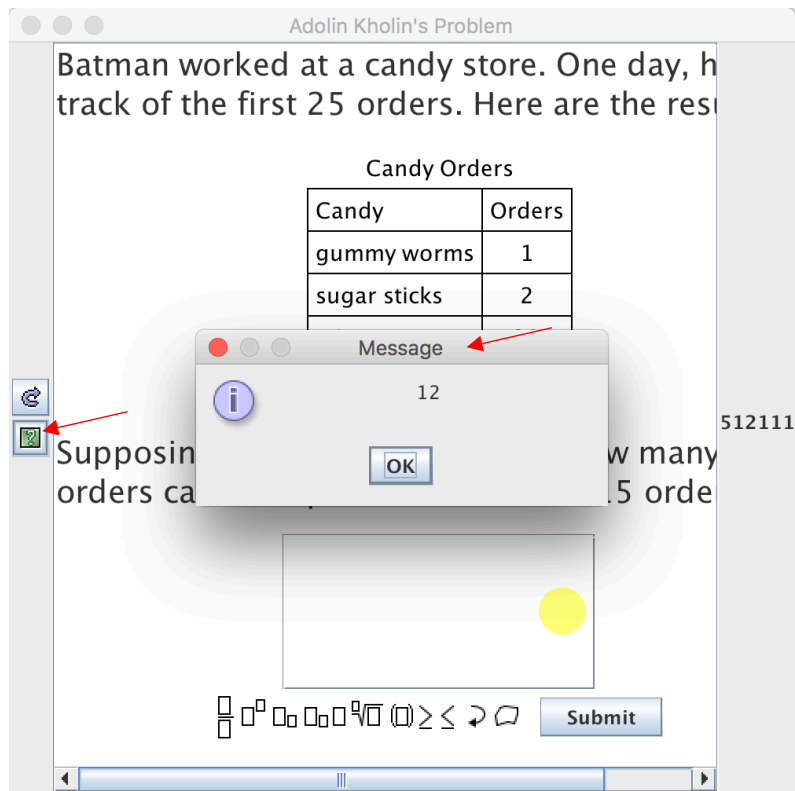 Adolin Kholin's Problem
Batman worked at a candy store. One day, h
track of the first 25 orders. Here are the resu
Candy Orders
Candy Orders
gummy worms 1
sugar sticks 2
Message
12
OK
512111
Supposin w many
orders ca 15 orde
Submit